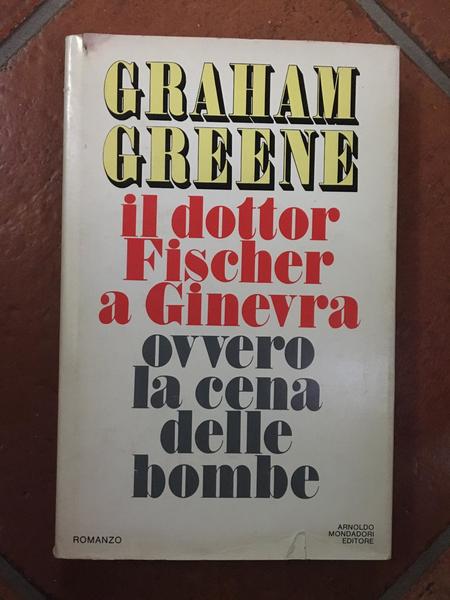 GRAHAM
GREENE
il dottor
Fischer
a Ginevra
ovvero
la cena
delle
bombe
ROMANZO
ARNOLDO
MONDADORI
EDITORE